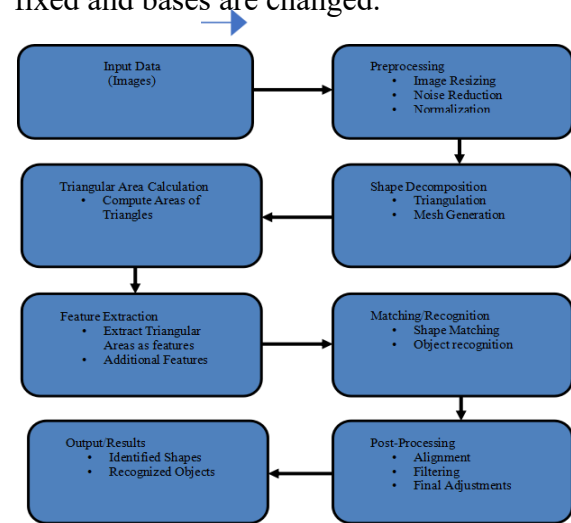 fixed and bases are changed.
Input Data
(Images)
Preprocessing
• Image Resizing
• Noise Reduction
• Normalization
Shape Decomposition
• Triangulation
• Mesh Generation
Triangular Area Calculation
• Compute Areas of
Triangles
Feature Extraction
• Extract Triangular
Areas as features
• Additional Features
Matching/Recognition
• Shape Matching
• Object recognition
Post-Processing
• Alignment
• Filtering
• Final Adjustments
Output/Results
• Identified Shapes
• Recognized Objects